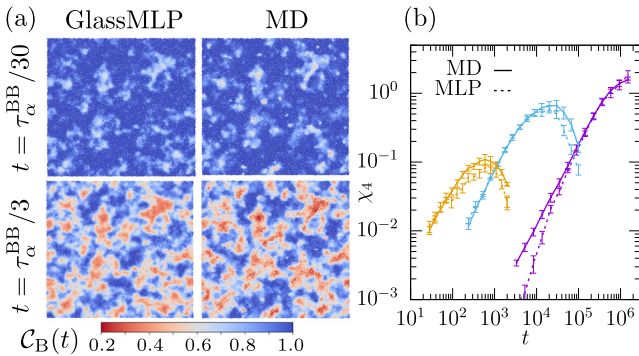 (a) GlassMLP MD
t = τ_α^BB/30
t = τ_α^BB/3
C_B(t)
0.2 0.4 0.6 0.8 1.0
(b)
MD
MLP
χ_4
10^0
10^-1
10^-2
10^-3
10^1 10^2 10^3 10^4 10^5 10^6
t